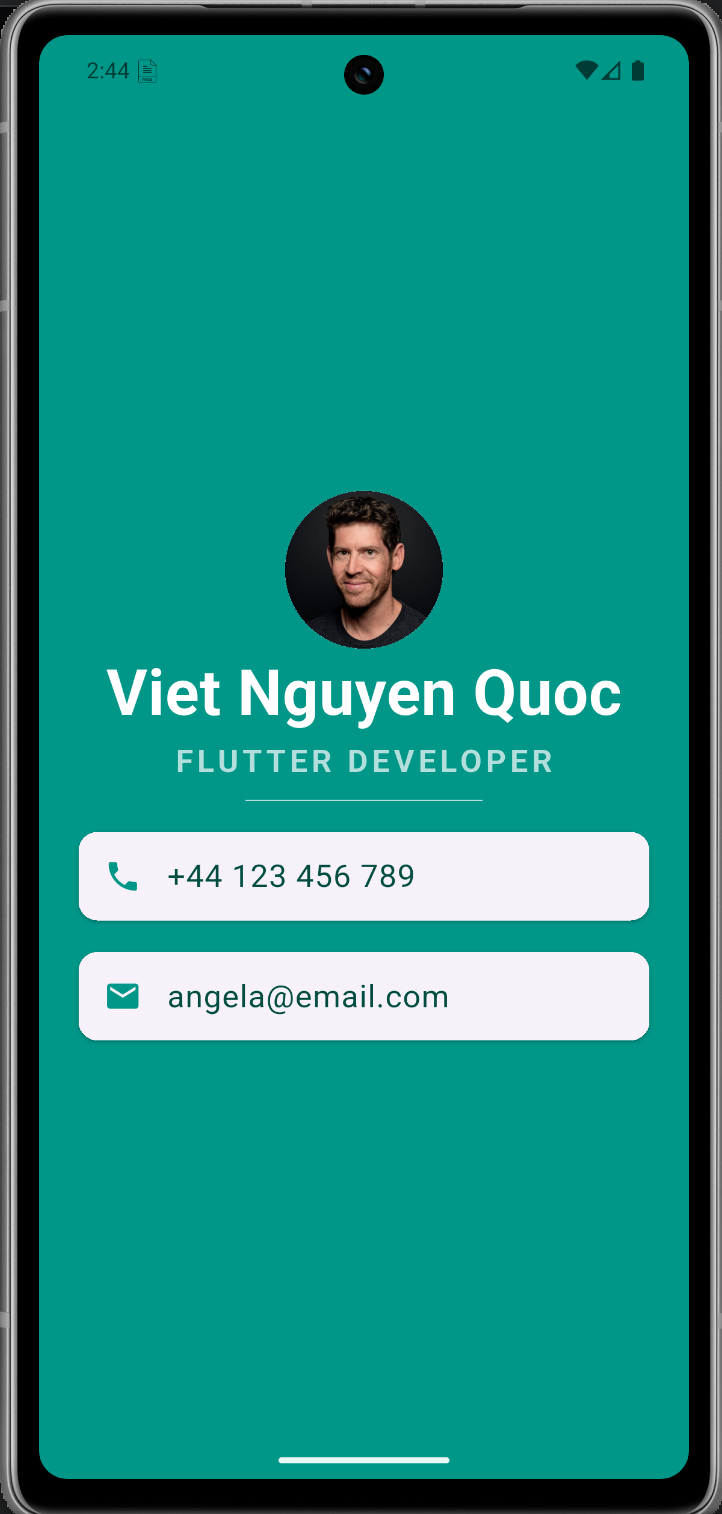 2:44
Viet Nguyen Quoc
FLUTTER DEVELOPER
+44 123 456 789
angela@email.com